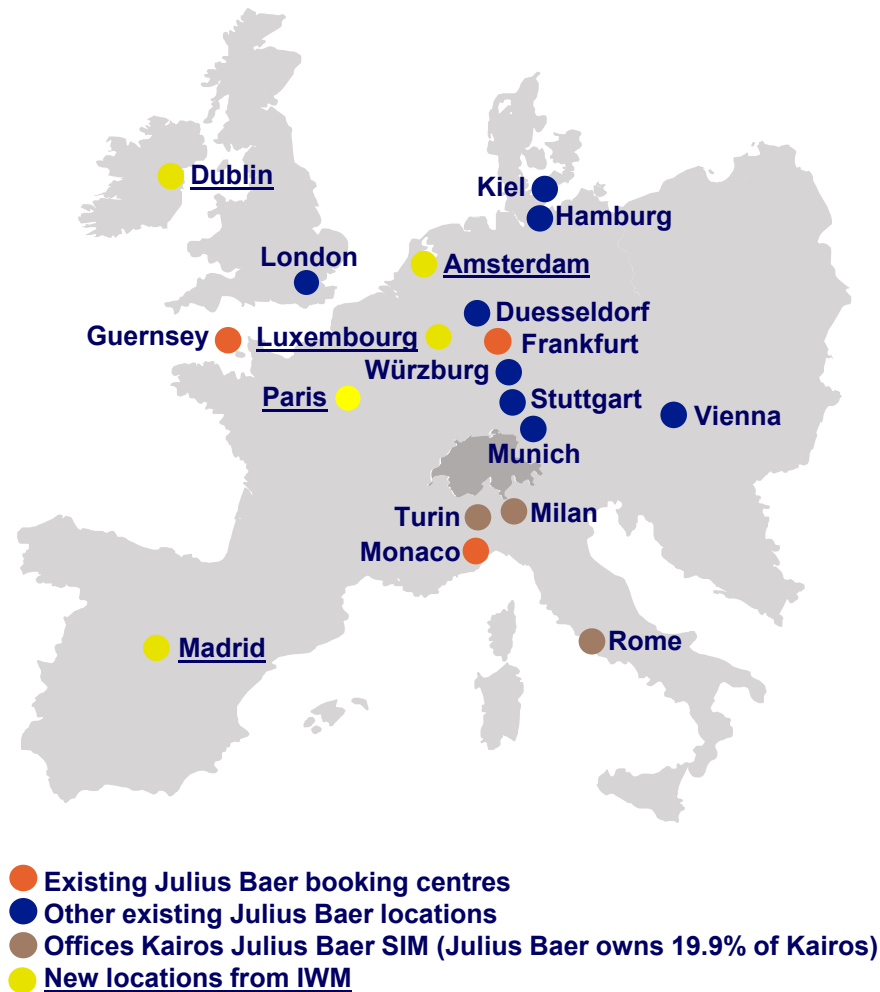 Dublin
Kiel
Hamburg
London
Amsterdam
Duesseldorf
Guernsey
Luxembourg
Frankfurt
Würzburg
Paris
Stuttgart
Vienna
Munich
Turin
Milan
Monaco
Madrid
Rome
Existing Julius Baer booking centres
Other existing Julius Baer locations
Offices Kairos Julius Baer SIM (Julius Baer owns 19.9% of Kairos)
New locations from IWM